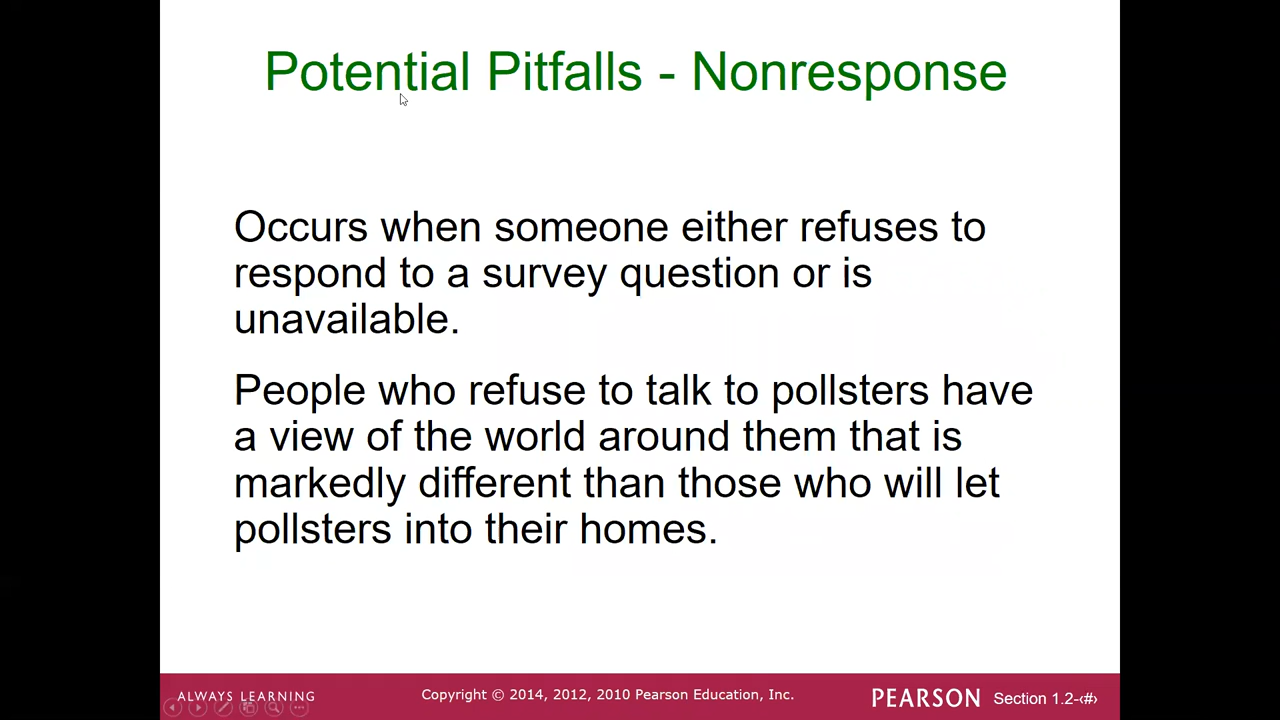 Potential Pitfalls - Nonresponse
Occurs when someone either refuses to
respond to a survey question or is
unavailable.
People who refuse to talk to pollsters have
a view of the world around them that is
markedly different than those who will let
pollsters into their homes.
ALWAYS LEARNING
Copyright © 2014, 2012, 2010 Pearson Education, Inc.
PEARSON
Section 1.2-‹#›